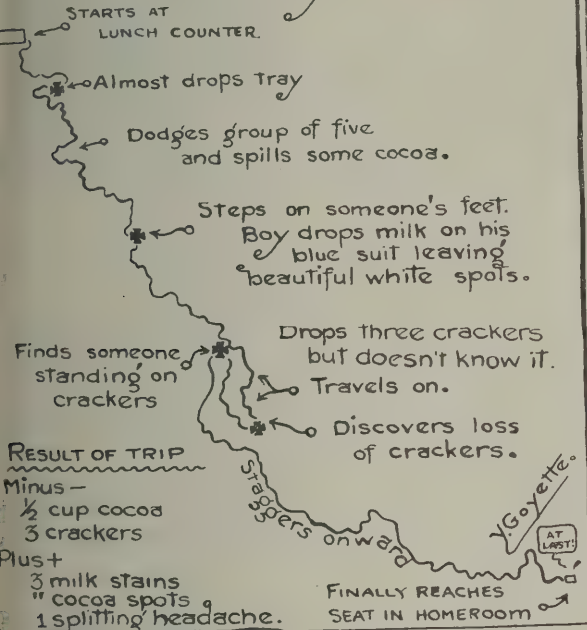 STARTS AT
LUNCH COUNTER.
Almost drops tray
Dodges group of five
and spills some cocoa.
Steps on someone's feet.
Boy drops milk on his
blue suit leaving
beautiful white spots.
Drops three crackers
but doesn't know it.
Travels on.
Finds someone
standing on
crackers
Discovers loss
of crackers.
Staggers onward
RESULT OF TRIP
Minus –
½ cup cocoa
3 crackers
Plus +
3 milk stains
" cocoa spots
1 splitting headache.
Y. Goyette.
AT
LAST!
FINALLY REACHES
SEAT IN HOMEROOM